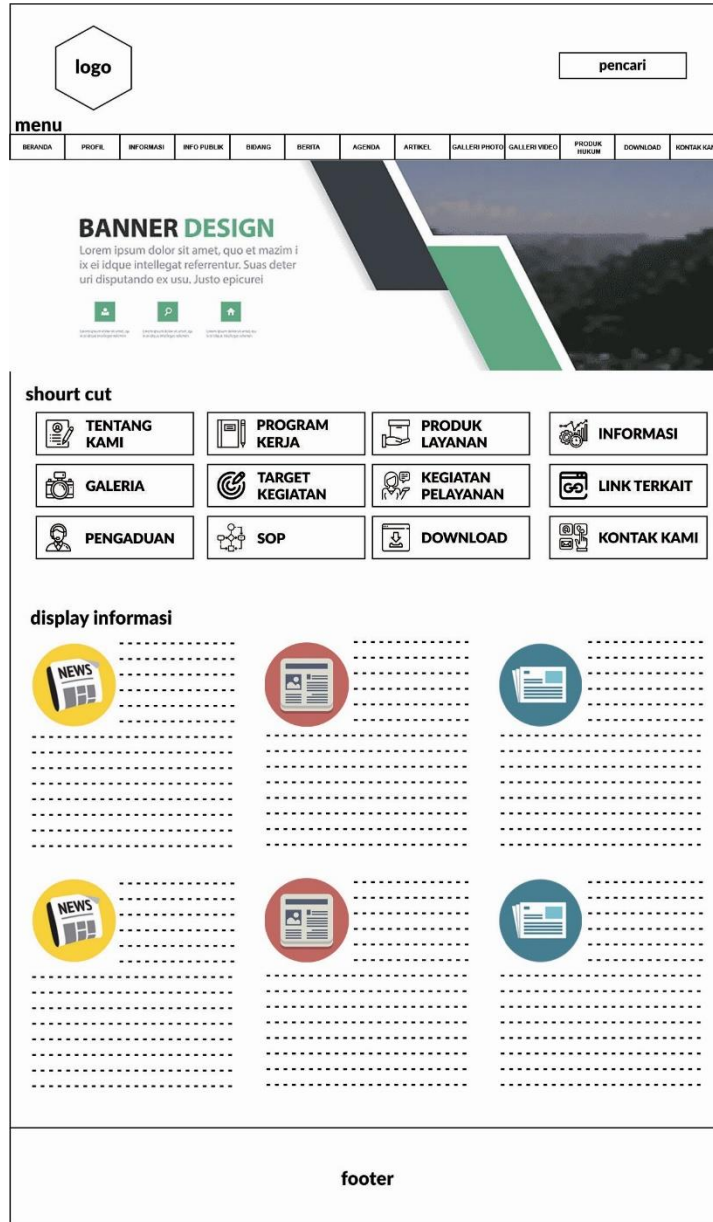 logo
pencari
menu
BERANDA PROFIL INFORMASI INFO PUBLIK BIDANG BERITA AGENDA ARTIKEL GALLERI PHOTO GALLERI VIDEO PRODUK HUKUM DOWNLOAD KONTAK KAM
BANNER DESIGN
Lorem ipsum dolor sit amet, quo et mazim i
ix ei idque intellegat referrentur. Suas deter
uri disputando ex usu. Justo epicurei
shourt cut
TENTANG
KAMI
PROGRAM
KERJA
PRODUK
LAYANAN
INFORMASI
GALERIA
TARGET
KEGIATAN
KEGIATAN
PELAYANAN
LINK TERKAIT
PENGADUAN
SOP
DOWNLOAD
KONTAK KAMI
display informasi
NEWS
NEWS
footer